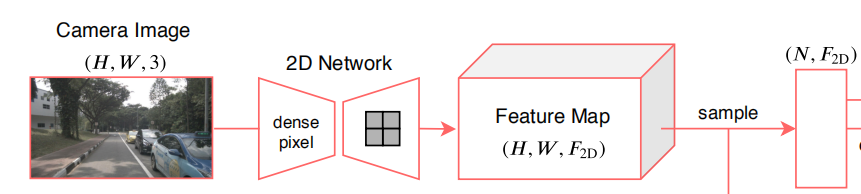 Camera Image
(H, W, 3)
2D Network
dense
pixel
Feature Map
(H, W, F2D)
sample
(N, F2D)